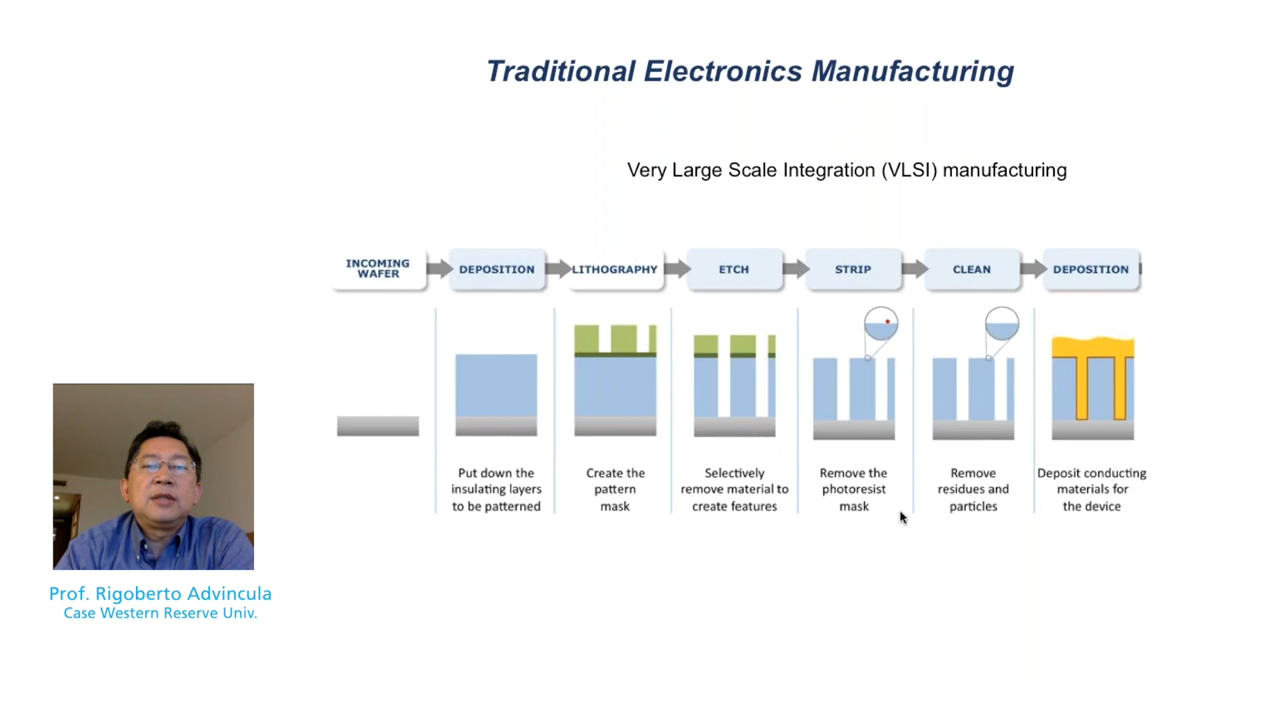 Traditional Electronics Manufacturing
Very Large Scale Integration (VLSI) manufacturing
INCOMING
WAFER
DEPOSITION
LITHOGRAPHY
ETCH
STRIP
CLEAN
DEPOSITION
Put down the
insulating layers
to be patterned
Create the
pattern
mask
Selectively
remove material to
create features
Remove the
photoresist
mask
Remove
residues and
particles
Deposit conducting
materials for
the device
Prof. Rigoberto Advincula
Case Western Reserve Univ.